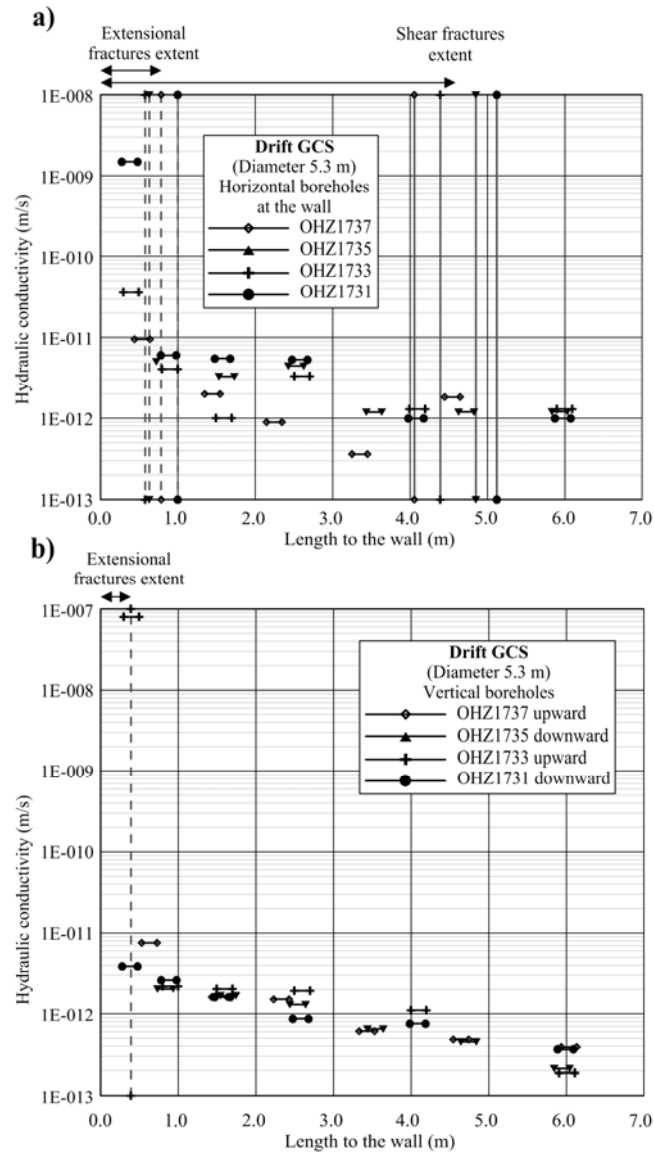 a)
Extensional
fractures extent
Shear fractures
extent
1E-008
1E-009
1E-010
1E-011
1E-012
1E-013
Hydraulic conductivity (m/s)
Drift GCS
(Diameter 5.3 m)
Horizontal boreholes
at the wall
OHZ1737
OHZ1735
OHZ1733
OHZ1731
0.0 1.0 2.0 3.0 4.0 5.0 6.0 7.0
Length to the wall (m)
b)
Extensional
fractures extent
1E-007
1E-008
1E-009
1E-010
1E-011
1E-012
1E-013
Hydraulic conductivity (m/s)
Drift GCS
(Diameter 5.3 m)
Vertical boreholes
OHZ1737 upward
OHZ1735 downward
OHZ1733 upward
OHZ1731 downward
0.0 1.0 2.0 3.0 4.0 5.0 6.0 7.0
Length to the wall (m)